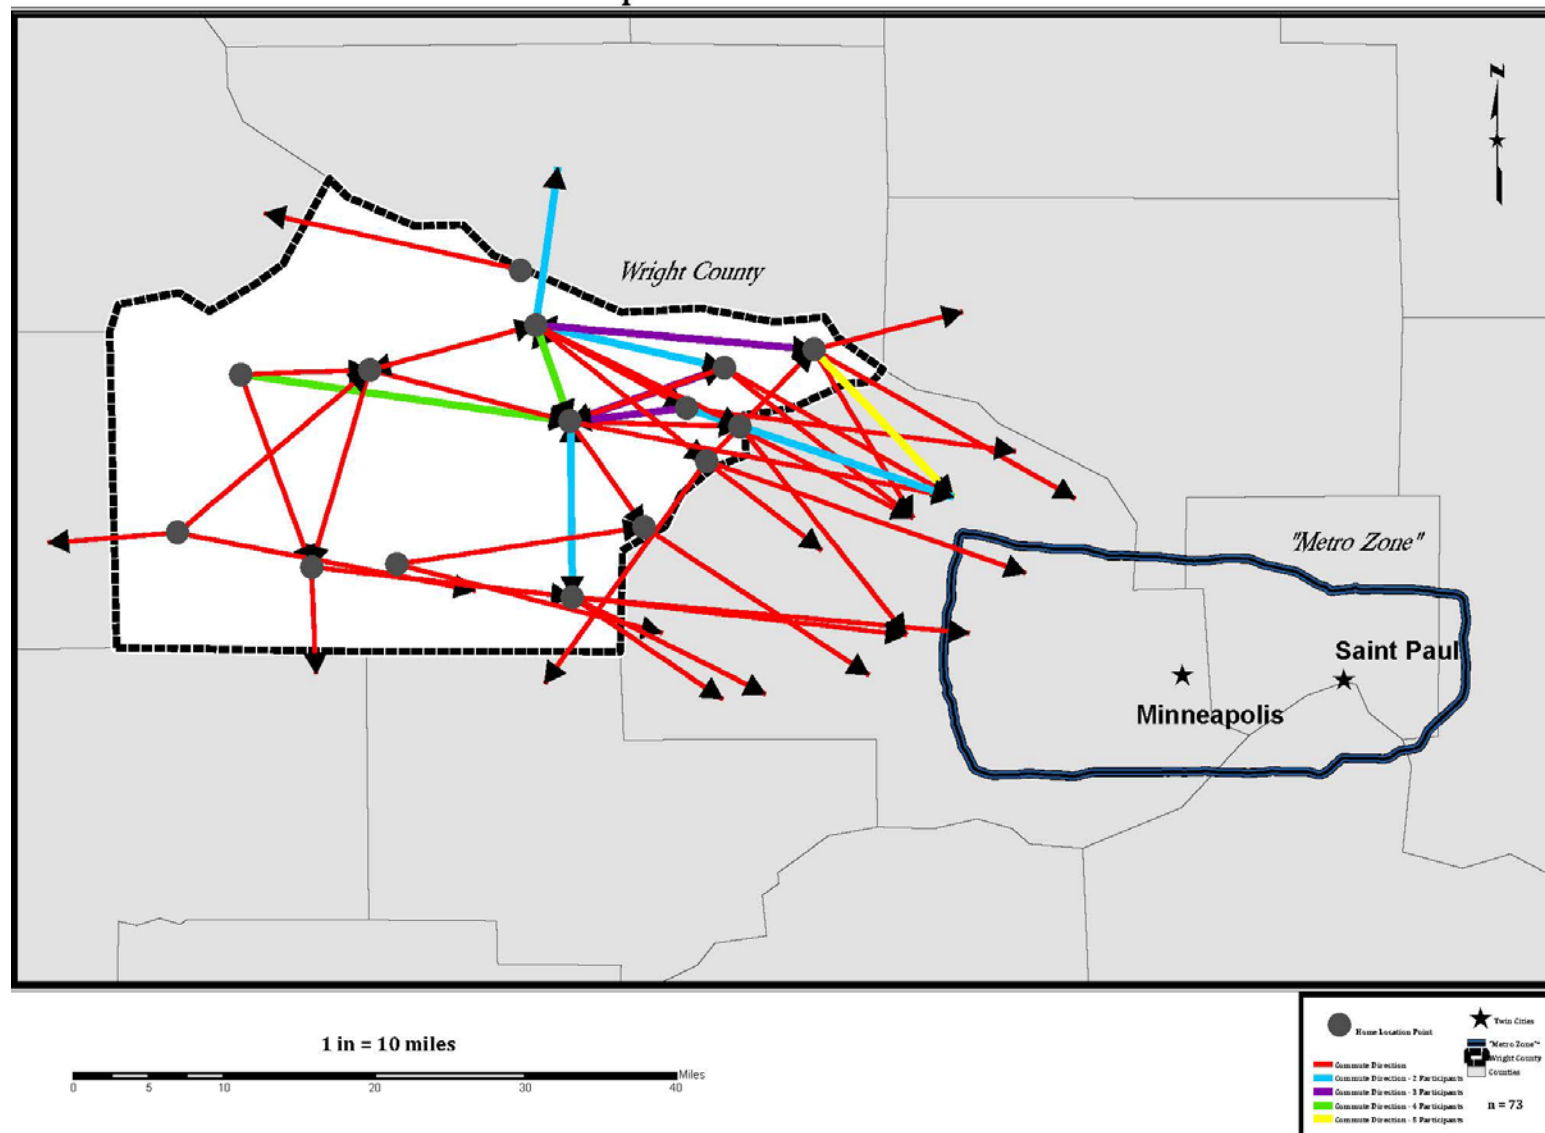 N
Wright County
"Metro Zone"
Saint Paul
Minneapolis
1 in = 10 miles
Miles
0 5 10 20 30 40
Home Location Point
Twin Cities
"Metro Zone"
Wright County
Counties
Commute Direction
Commute Direction - 2 Participants
Commute Direction - 3 Participants
Commute Direction - 4 Participants
Commute Direction - 5 Participants
n = 73